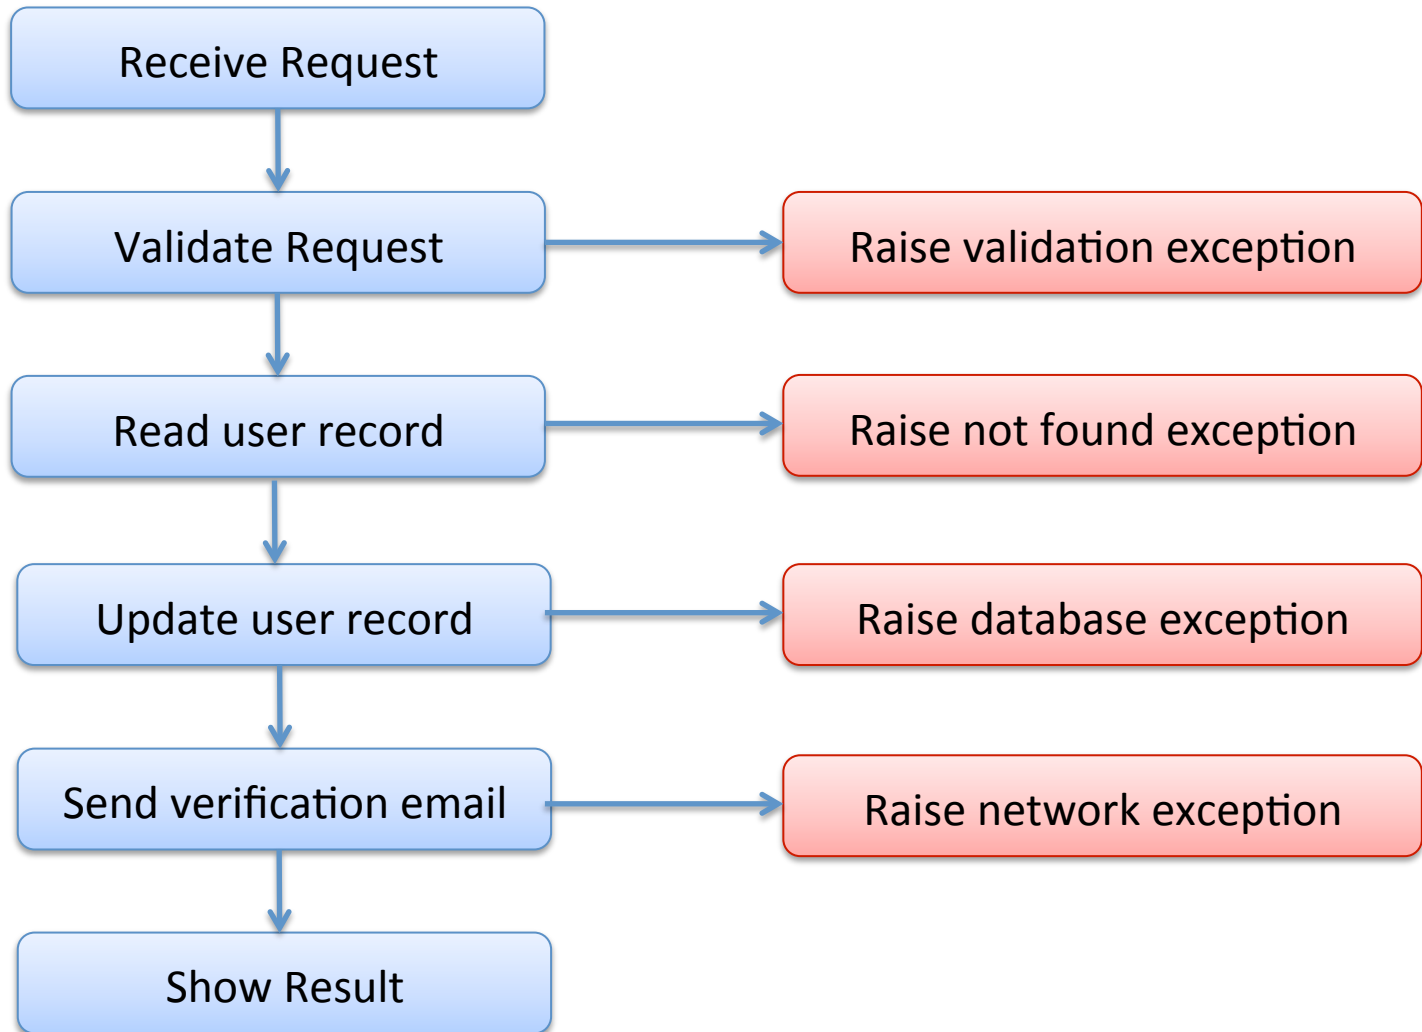 Receive Request
Validate Request
Raise validation exception
Read user record
Raise not found exception
Update user record
Raise database exception
Send verification email
Raise network exception
Show Result